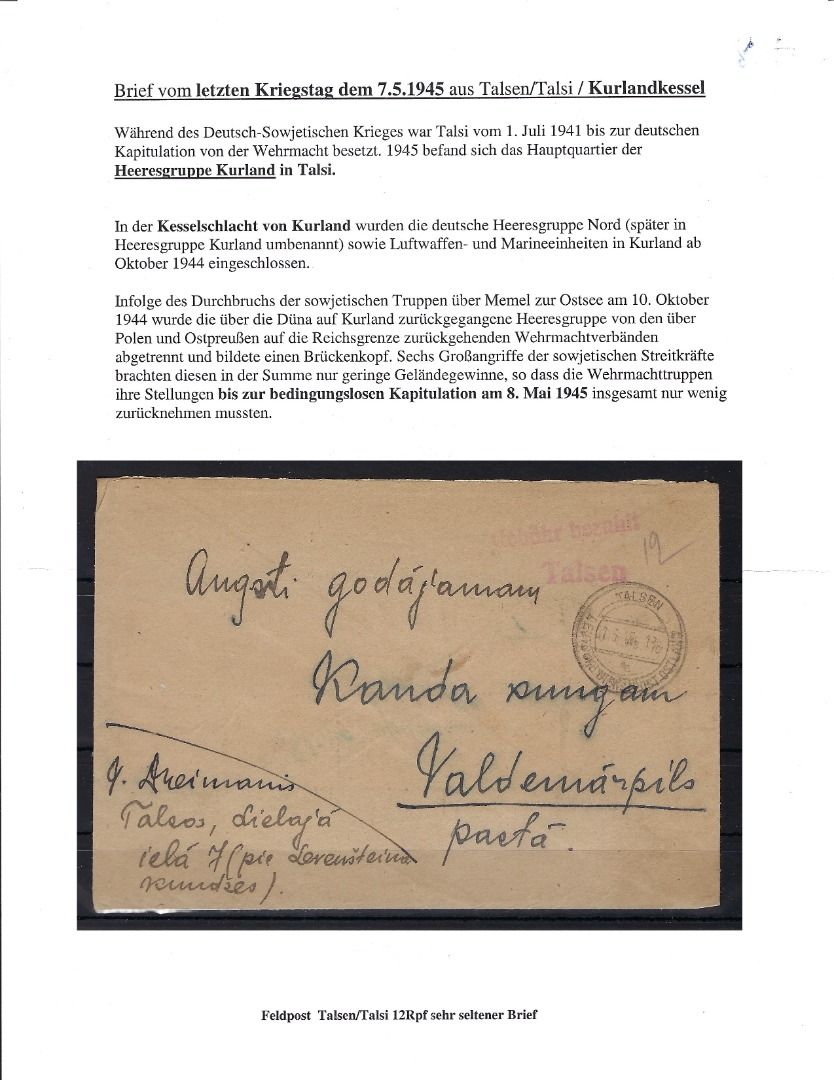 Brief vom letzten Kriegstag dem 7.5.1945 aus Talsen/Talsi / Kurlandkessel
Während des Deutsch-Sowjetischen Krieges war Talsi vom 1. Juli 1941 bis zur deutschen
Kapitulation von der Wehrmacht besetzt. 1945 befand sich das Hauptquartier der
Heeresgruppe Kurland in Talsi.
In der Kesselschlacht von Kurland wurden die deutsche Heeresgruppe Nord (später in
Heeresgruppe Kurland umbenannt) sowie Luftwaffen- und Marineeinheiten in Kurland ab
Oktober 1944 eingeschlossen.
Infolge des Durchbruchs der sowjetischen Truppen über Memel zur Ostsee am 10. Oktober
1944 wurde die über die Düna auf Kurland zurückgegangene Heeresgruppe von den über
Polen und Ostpreußen auf die Reichsgrenze zurückgehenden Wehrmachtverbänden
abgetrennt und bildete einen Brückenkopf. Sechs Großangriffe der sowjetischen Streitkräfte
brachten diesen in der Summe nur geringe Geländegewinne, so dass die Wehrmachttruppen
ihre Stellungen bis zur bedingungslosen Kapitulation am 8. Mai 1945 insgesamt nur wenig
zurücknehmen mussten.
Gebühr bezahlt
Talsen
12
TALSEN
Augsti godājamam
Kanda kungam
Valdemārpils
pastā.
Dreimanis
Talsos, Lielajā
ielā 7 (pie Levenšteina
kundzes).
Feldpost Talsen/Talsi 12Rpf sehr seltener Brief